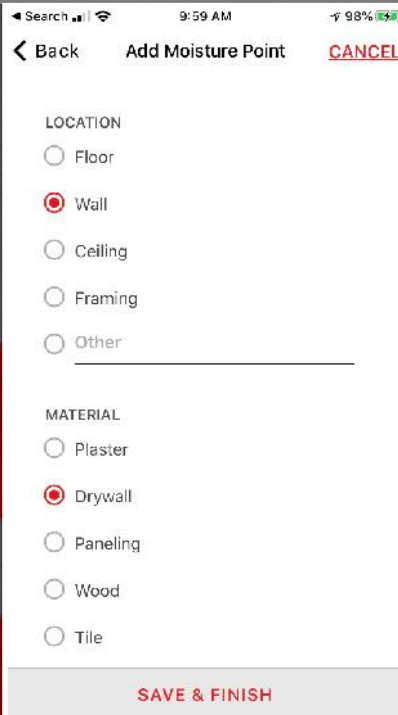 Search 9:59 AM 98%
Back Add Moisture Point CANCEL
LOCATION
Floor
Wall
Ceiling
Framing
Other
MATERIAL
Plaster
Drywall
Paneling
Wood
Tile
SAVE & FINISH